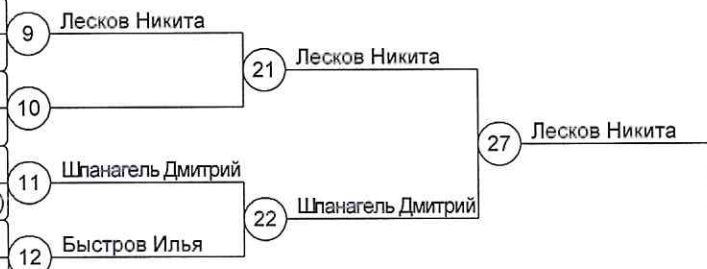 9 Лесков Никита
21 Лесков Никита
10
27 Лесков Никита
11 Шпанагель Дмитрий
22 Шпанагель Дмитрий
12 Быстров Илья